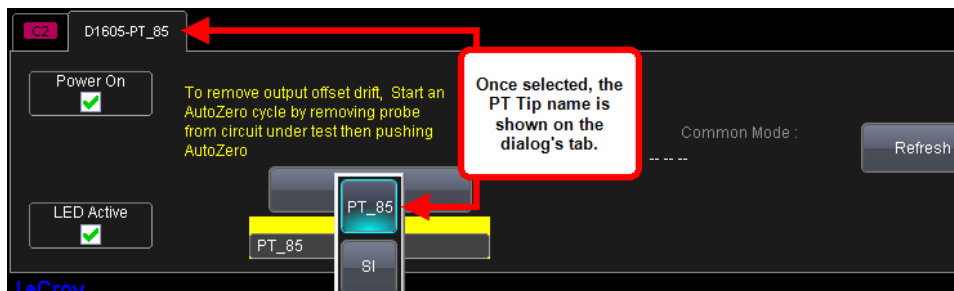 C2
D1605-PT_85
Power On
To remove output offset drift, Start an
AutoZero cycle by removing probe
from circuit under test then pushing
AutoZero
Once selected, the
PT Tip name is
shown on the
dialog's tab.
Common Mode :
-- -- --
Refresh
LED Active
PT_85
PT_85
SI
LeCroy